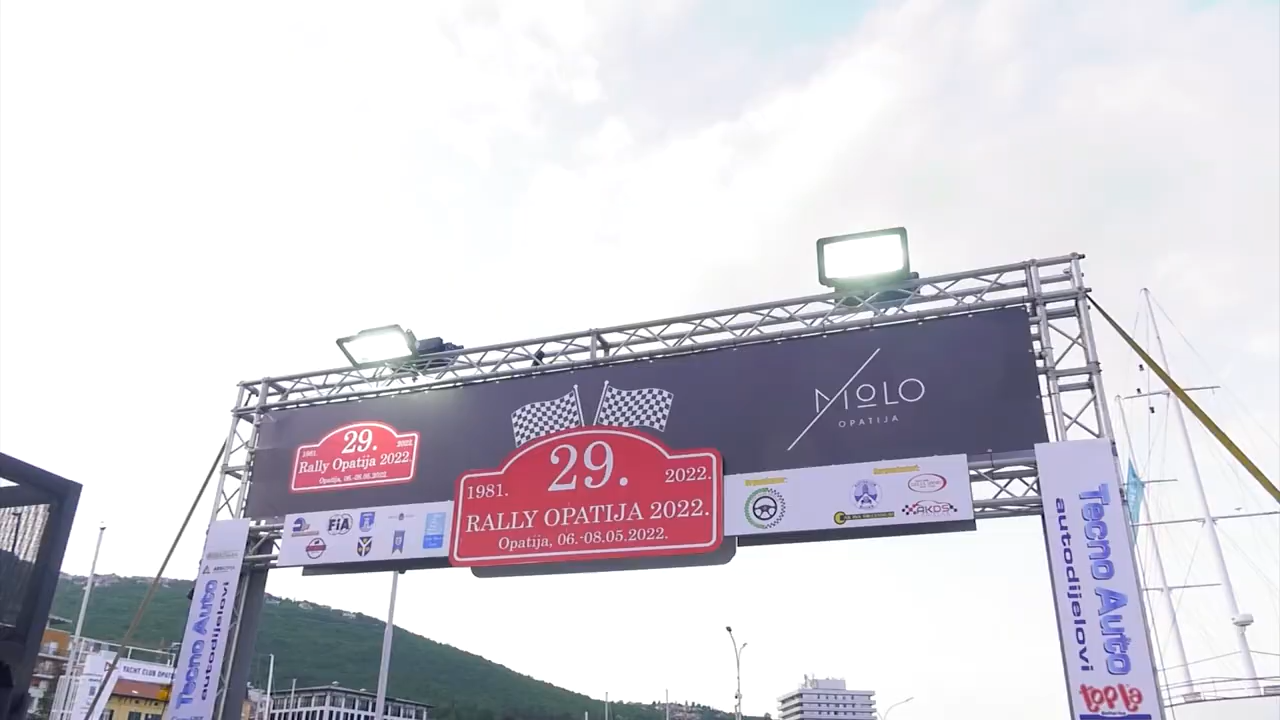 29.
1981. 2022.
Rally Opatija 2022.
Opatija, 06.-08.05.2022.
MOLO
OPATIJA
29.
1981. 2022.
RALLY OPATIJA 2022.
Opatija, 06.-08.05.2022.
FIA
AKDS
Tecno Auto
autodijelovi
Tecno Auto
autodijelovi
topla
YACHT CLUB OPATIJA